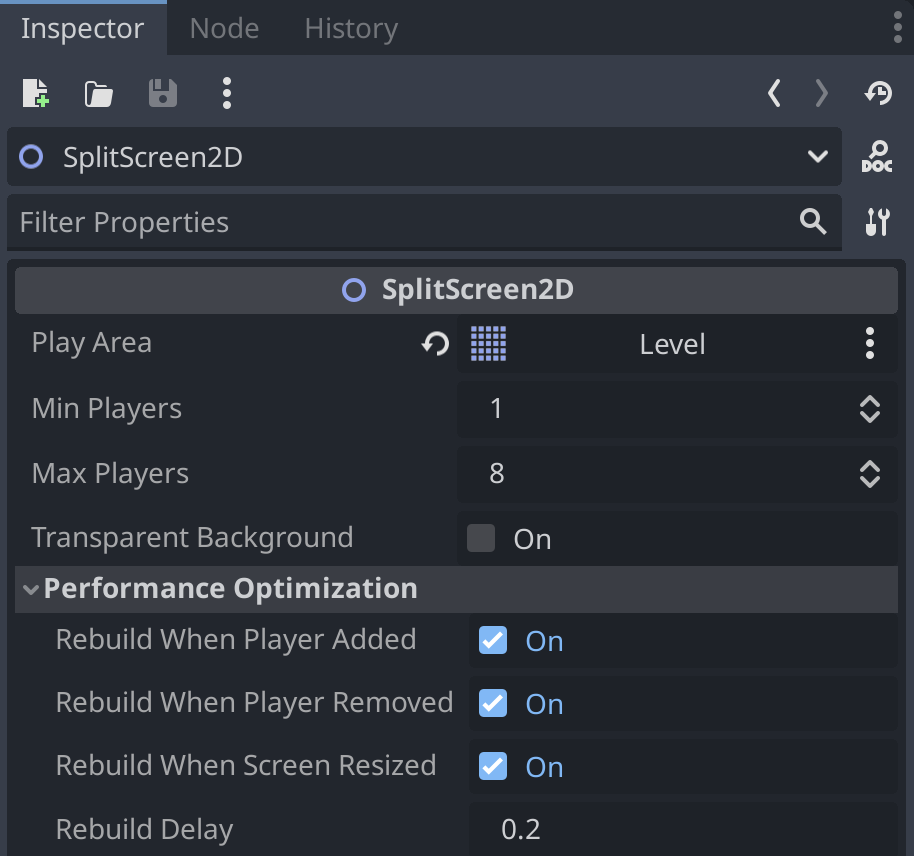 Inspector Node History
SplitScreen2D
DOC
Filter Properties
SplitScreen2D
Play Area Level
Min Players 1
Max Players 8
Transparent Background On
Performance Optimization
Rebuild When Player Added On
Rebuild When Player Removed On
Rebuild When Screen Resized On
Rebuild Delay 0.2